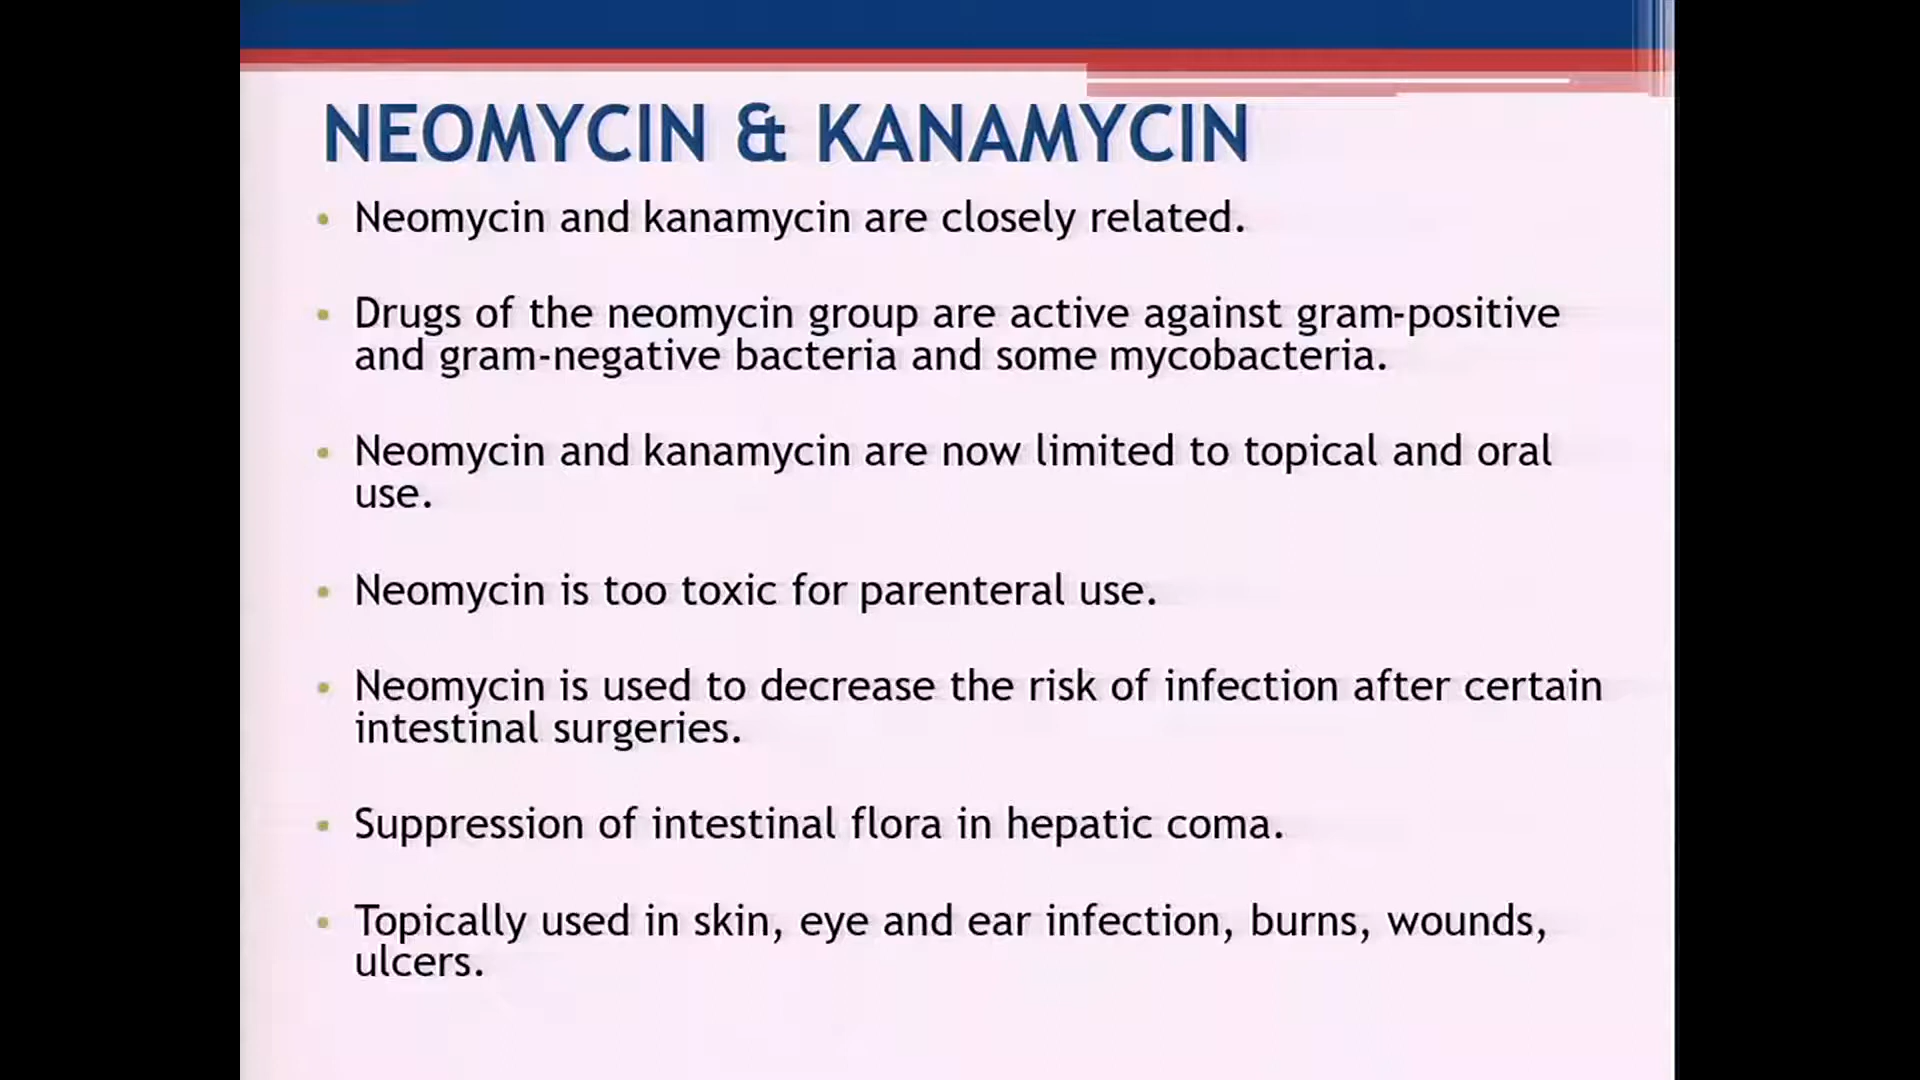 NEOMYCIN & KANAMYCIN
• Neomycin and kanamycin are closely related.
• Drugs of the neomycin group are active against gram-positive
and gram-negative bacteria and some mycobacteria.
• Neomycin and kanamycin are now limited to topical and oral
use.
• Neomycin is too toxic for parenteral use.
• Neomycin is used to decrease the risk of infection after certain
intestinal surgeries.
• Suppression of intestinal flora in hepatic coma.
• Topically used in skin, eye and ear infection, burns, wounds,
ulcers.